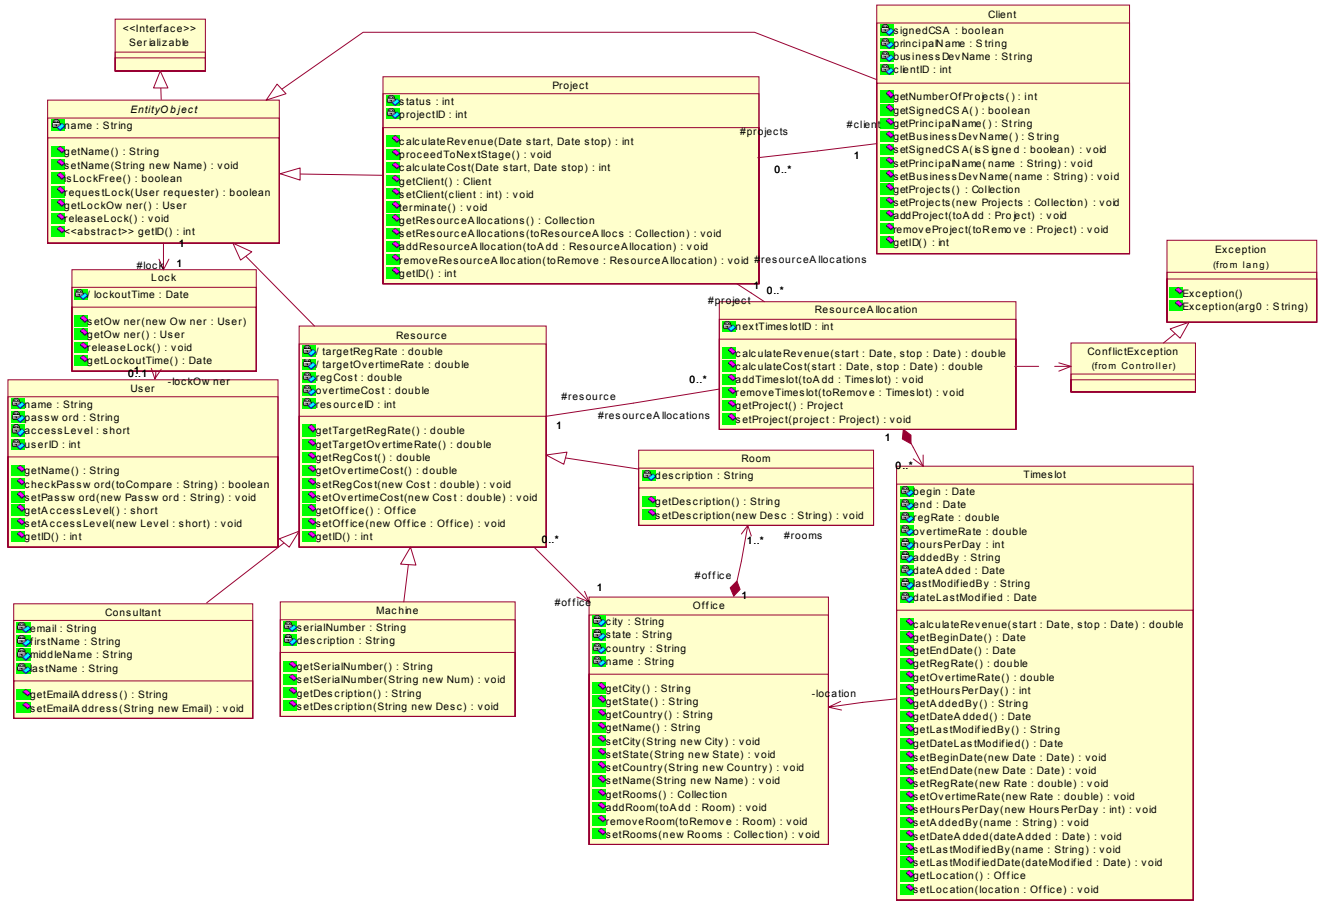 <<Interface>>
Serializable
EntityObject
name : String
getName() : String
setName(String new Name) : void
isLockFree() : boolean
requestLock(User requester) : boolean
getLockOw ner() : User
releaseLock() : void
<<abstract>> getID() : int
1
#lock
1
Lock
/ lockoutTime : Date
setOw ner(new Ow ner : User)
getOw ner() : User
releaseLock() : void
getLockoutTime() : Date
1
0..1
-lockOw ner
User
name : String
passw ord : String
accessLevel : short
userID : int
getName() : String
checkPassw ord(toCompare : String) : boolean
setPassw ord(new Passw ord : String) : void
getAccessLevel() : short
setAccessLevel(new Level : short) : void
getID() : int
Project
status : int
projectID : int
calculateRevenue(Date start, Date stop) : int
proceedToNextStage() : void
calculateCost(Date start, Date stop) : int
getClient() : Client
setClient(client : int) : void
terminate() : void
getResourceAllocations() : Collection
setResourceAllocations(toResourceAllocs : Collection) : void
addResourceAllocation(toAdd : ResourceAllocation) : void
removeResourceAllocation(toRemove : ResourceAllocation) : void
getID() : int
#projects
0..*
#client
1
Client
signedCSA : boolean
principalName : String
businessDevName : String
clientID : int
getNumberOfProjects() : int
getSignedCSA() : boolean
getPrincipalName() : String
getBusinessDevName() : String
setSignedCSA(isSigned : boolean) : void
setPrincipalName(name : String) : void
setBusinessDevName(name : String) : void
getProjects() : Collection
setProjects(new Projects : Collection) : void
addProject(toAdd : Project) : void
removeProject(toRemove : Project) : void
getID() : int
#resourceAllocations
1
0..*
#project
ResourceAllocation
nextTimeslotID : int
calculateRevenue(start : Date, stop : Date) : double
calculateCost(start : Date, stop : Date) : double
addTimeslot(toAdd : Timeslot) : void
removeTimeslot(toRemove : Timeslot) : void
getProject() : Project
setProject(project : Project) : void
Exception
(from lang)
Exception()
Exception(arg0 : String)
ConflictException
(from Controller)
Resource
/ targetRegRate : double
/ targetOvertimeRate : double
regCost : double
overtimeCost : double
resourceID : int
getTargetRegRate() : double
getTargetOvertimeRate() : double
getRegCost() : double
getOvertimeCost() : double
setRegCost(new Cost : double) : void
setOvertimeCost(new Cost : double) : void
getOffice() : Office
setOffice(new Office : Office) : void
getID() : int
#resource
0..*
#resourceAllocations
1
Room
description : String
getDescription() : String
setDescription(new Desc : String) : void
1..*
#rooms
#office
1
0..*
1
#office
1
0..*
Consultant
email : String
firstName : String
middleName : String
lastName : String
getEmailAddress() : String
setEmailAddress(String new Email) : void
Machine
serialNumber : String
description : String
getSerialNumber() : String
setSerialNumber(String new Num) : void
getDescription() : String
setDescription(String new Desc) : void
Office
city : String
state : String
country : String
name : String
getCity() : String
getState() : String
getCountry() : String
getName() : String
setCity(String new City) : void
setState(String new State) : void
setCountry(String new Country) : void
setName(String new Name) : void
getRooms() : Collection
addRoom(toAdd : Room) : void
removeRoom(toRemove : Room) : void
setRooms(new Rooms : Collection) : void
-location
Timeslot
begin : Date
end : Date
regRate : double
overtimeRate : double
hoursPerDay : int
addedBy : String
dateAdded : Date
lastModifiedBy : String
dateLastModified : Date
calculateRevenue(start : Date, stop : Date) : double
getBeginDate() : Date
getEndDate() : Date
getRegRate() : double
getOvertimeRate() : double
getHoursPerDay() : int
getAddedBy() : String
getDateAdded() : Date
getLastModifiedBy() : String
getDateLastModified() : Date
setBeginDate(new Date : Date) : void
setEndDate(new Date : Date) : void
setRegRate(new Rate : double) : void
setOvertimeRate(new Rate : double) : void
setHoursPerDay(new HoursPerDay : int) : void
setAddedBy(name : String) : void
setDateAdded(dateAdded : Date) : void
setLastModifiedBy(name : String) : void
setLastModifiedDate(dateModified : Date) : void
getLocation() : Office
setLocation(location : Office) : void